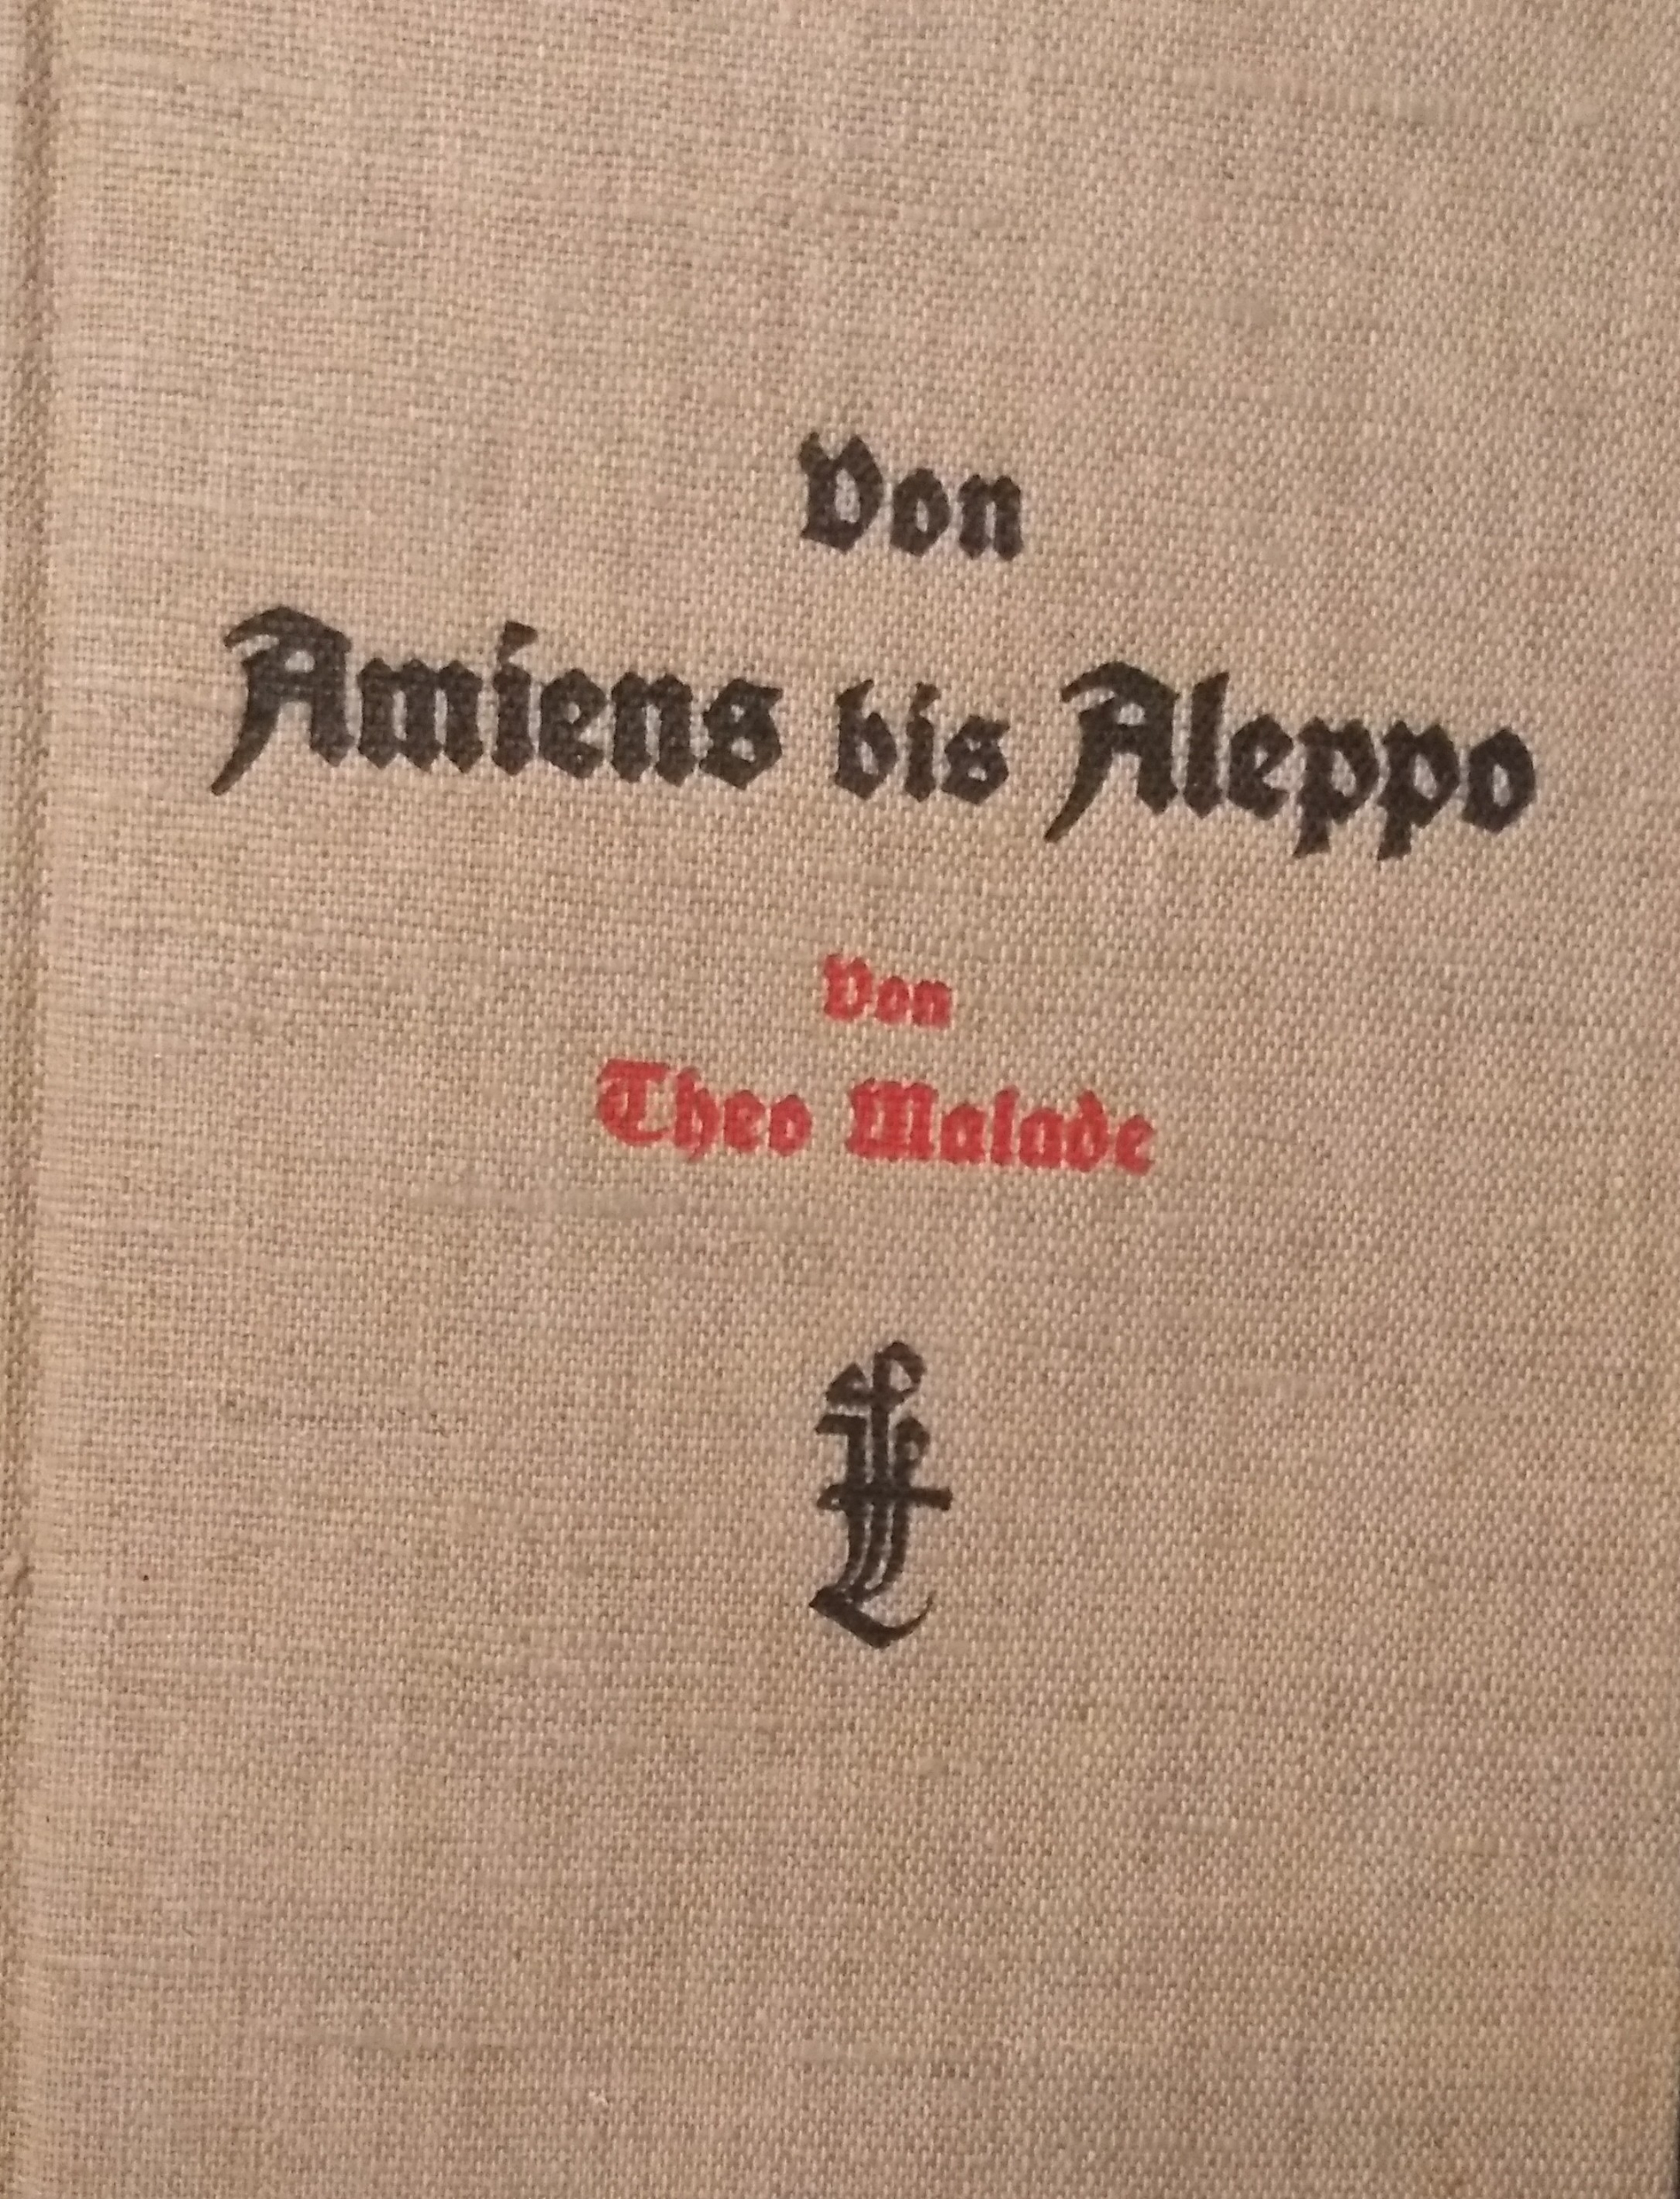 Von
Amiens bis Aleppo
Von
Theo Malade